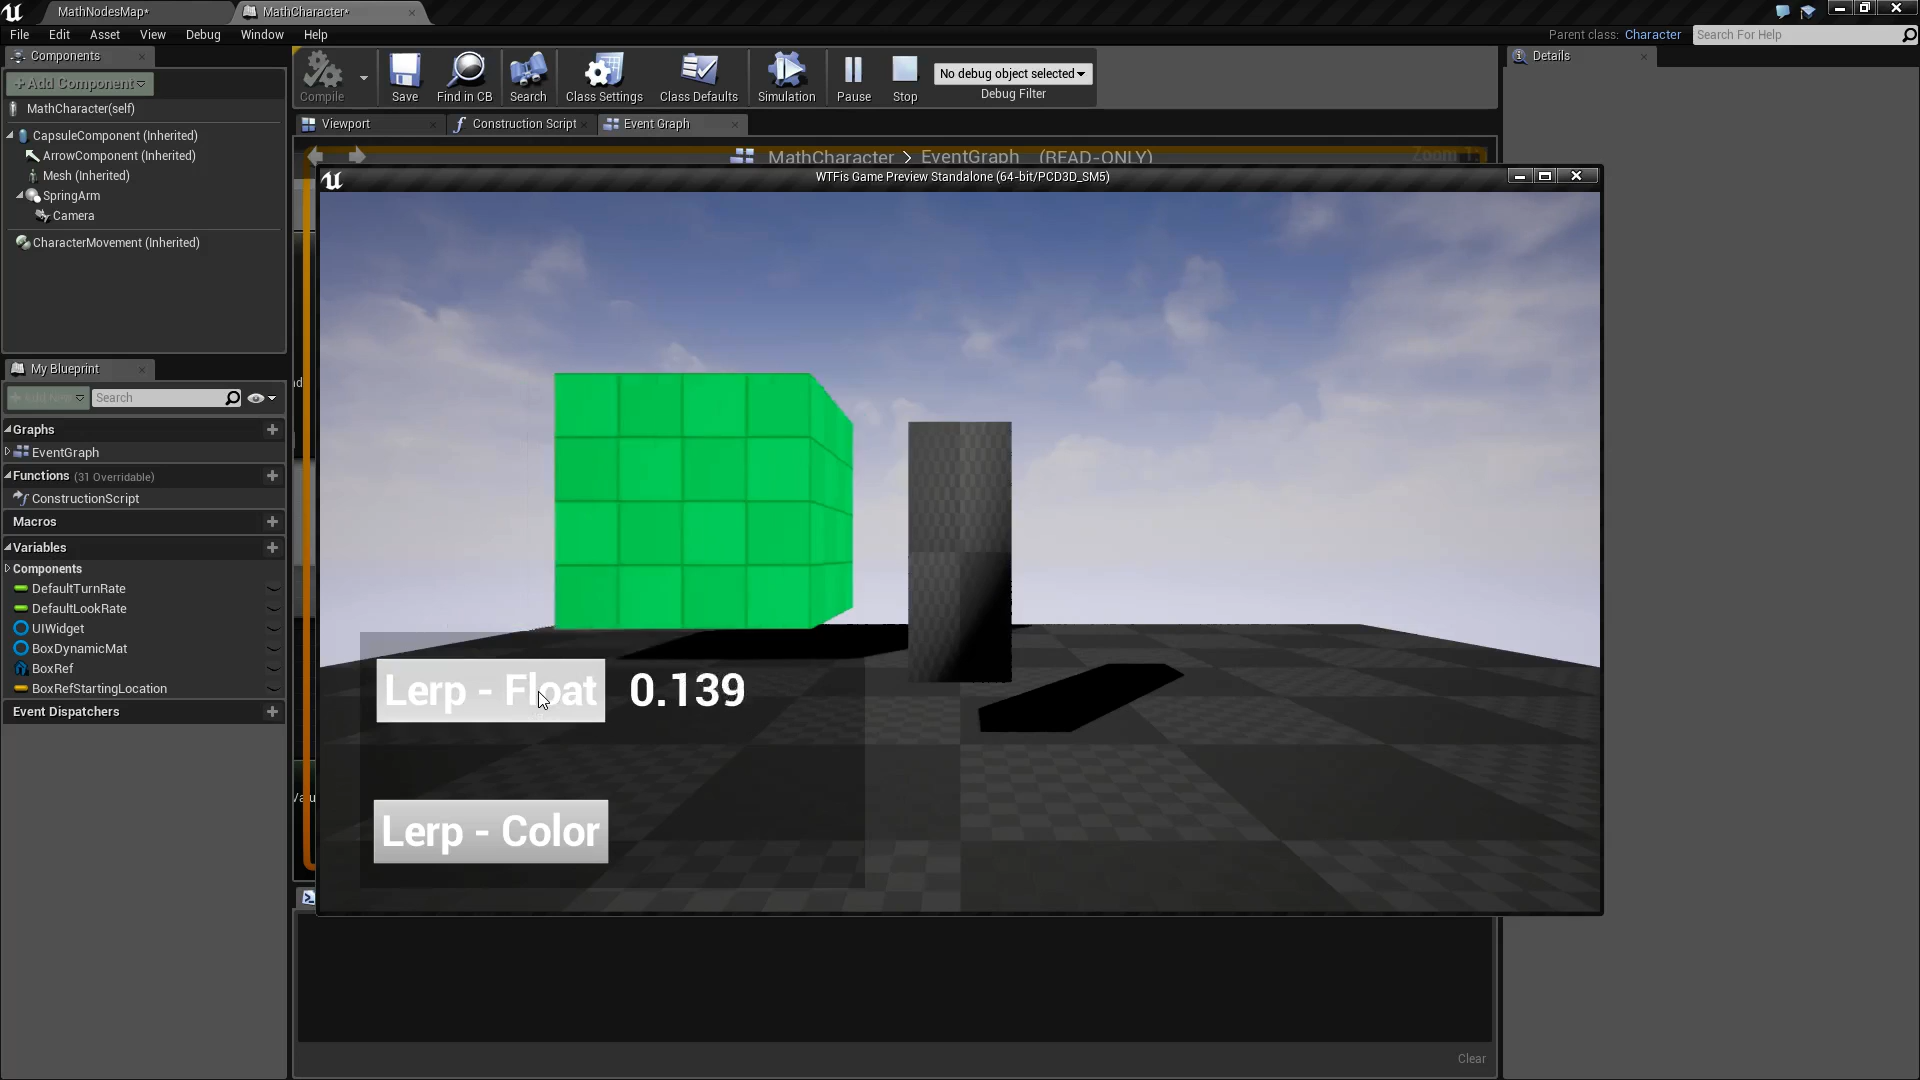 MathNodesMap*
MathCharacter*
File Edit Asset View Debug Window Help
Parent class: Character
Search For Help
Components
+Add Component
MathCharacter(self)
CapsuleComponent (Inherited)
ArrowComponent (Inherited)
Mesh (Inherited)
SpringArm
Camera
CharacterMovement (Inherited)
Compile
Save
Find in CB
Search
Class Settings
Class Defaults
Simulation
Pause
Stop
No debug object selected
Debug Filter
Details
Viewport
Construction Script
Event Graph
MathCharacter > EventGraph (READ-ONLY)
Zoom 1:
WTFis Game Preview Standalone (64-bit/PCD3D_SM5)
My Blueprint
+ Add New
Search
Graphs
EventGraph
Functions (31 Overridable)
ConstructionScript
Macros
Variables
Components
DefaultTurnRate
DefaultLookRate
UIWidget
BoxDynamicMat
BoxRef
BoxRefStartingLocation
Event Dispatchers
Lerp - Float 0.139
Lerp - Color
Clear